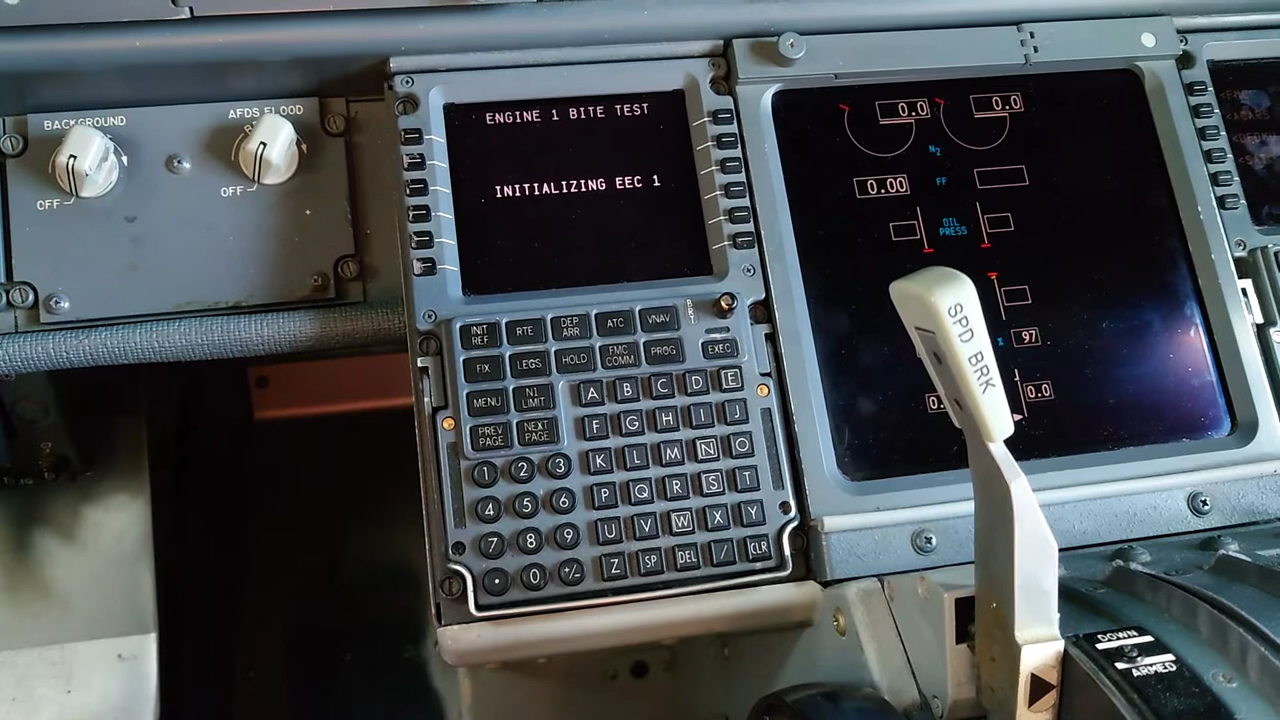 BACKGROUND
OFF
AFDS FLOOD
OFF
ENGINE 1 BITE TEST
INITIALIZING EEC 1
BRT
INIT REF
RTE
DEP ARR
ATC
VNAV
FIX
LEGS
HOLD
FMC COMM
PROG
EXEC
MENU
N1 LIMIT
PREV PAGE
NEXT PAGE
A B C D E
F G H I J
K L M N O
P Q R S T
U V W X Y
Z SP DEL / CLR
1 2 3
4 5 6
7 8 9
. 0 +/-
0.0 0.0
N2
0.00 FF
OIL PRESS
% 97
0.0
SPD BRK
DOWN
ARMED